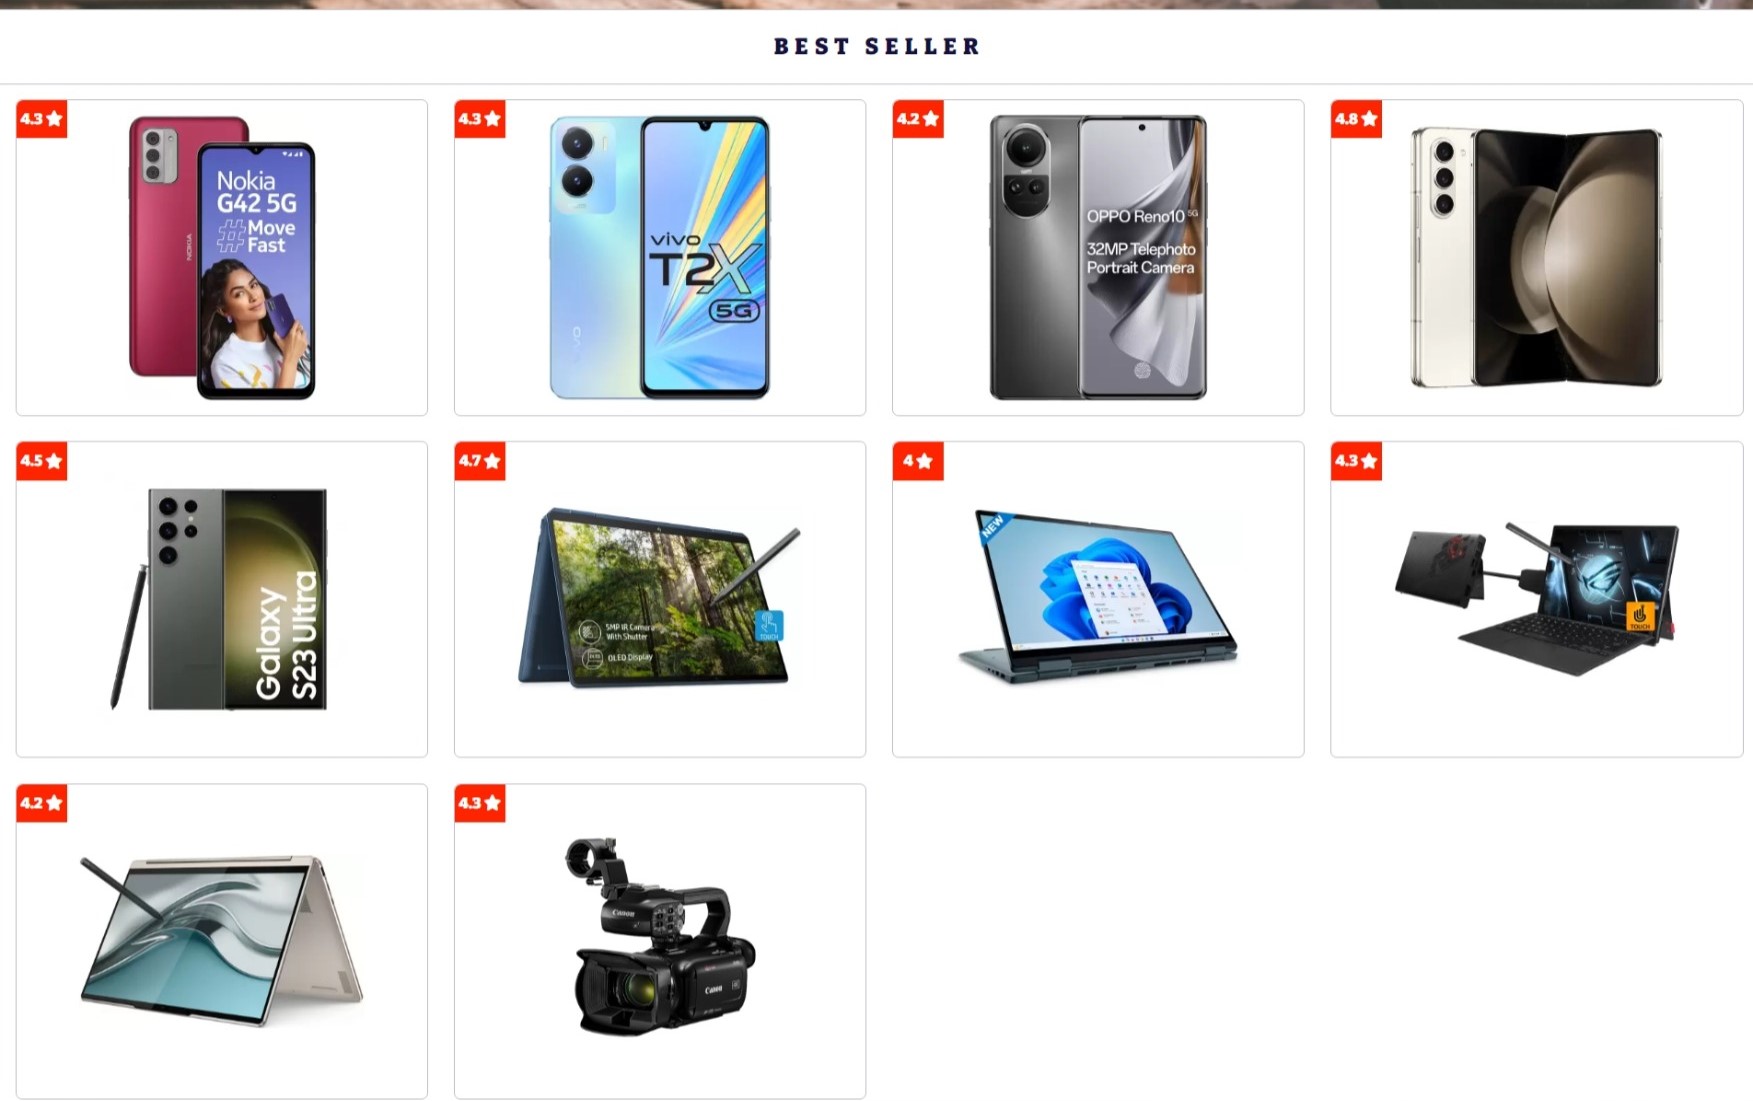 BEST SELLER
4.3
NOKIA
Nokia
G42 5G
#Move
Fast
4.3
vivo
vivo
T2X
5G
4.2
OPPO Reno10 5G
32MP Telephoto
Portrait Camera
4.8
4.5
Galaxy
S23 Ultra
4.7
5MP IR Camera
With Shutter
OLED Display
TOUCH
4
NEW
4.3
TOUCH
4.2
4.3
Canon
Canon